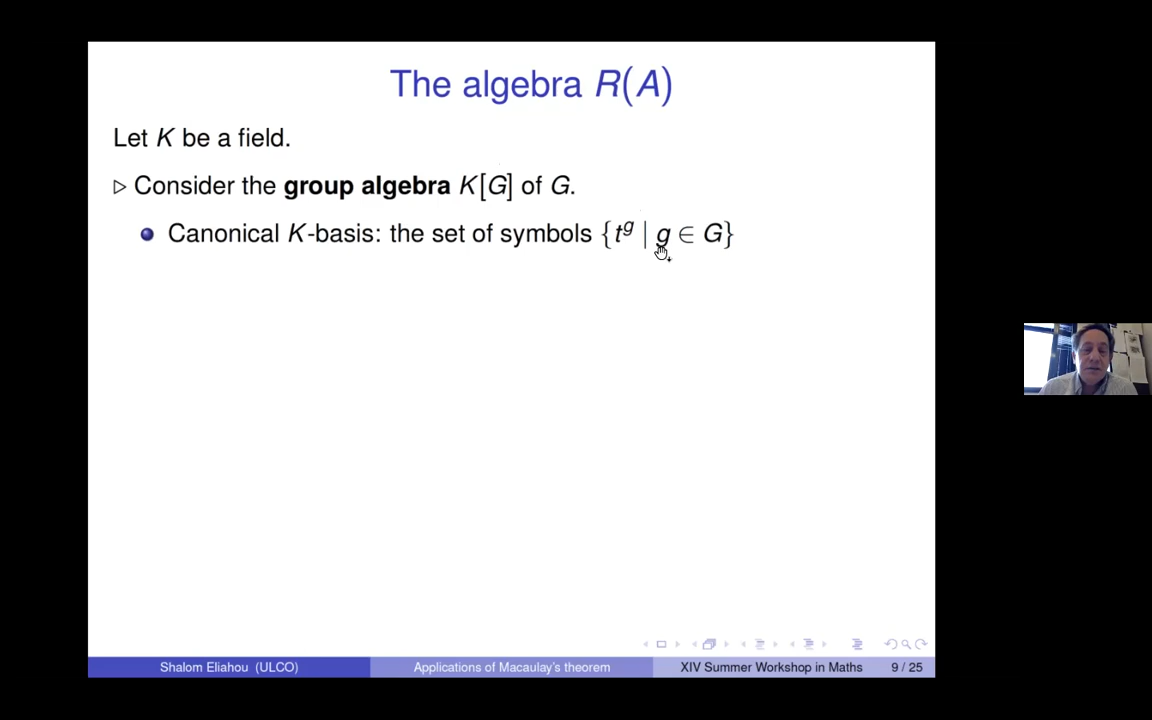 The algebra R(A)
Let K be a field.
▷ Consider the group algebra K[G] of G.
● Canonical K-basis: the set of symbols {t^g | g ∈ G}
Shalom Eliahou (ULCO) Applications of Macaulay's theorem XIV Summer Workshop in Maths 9 / 25